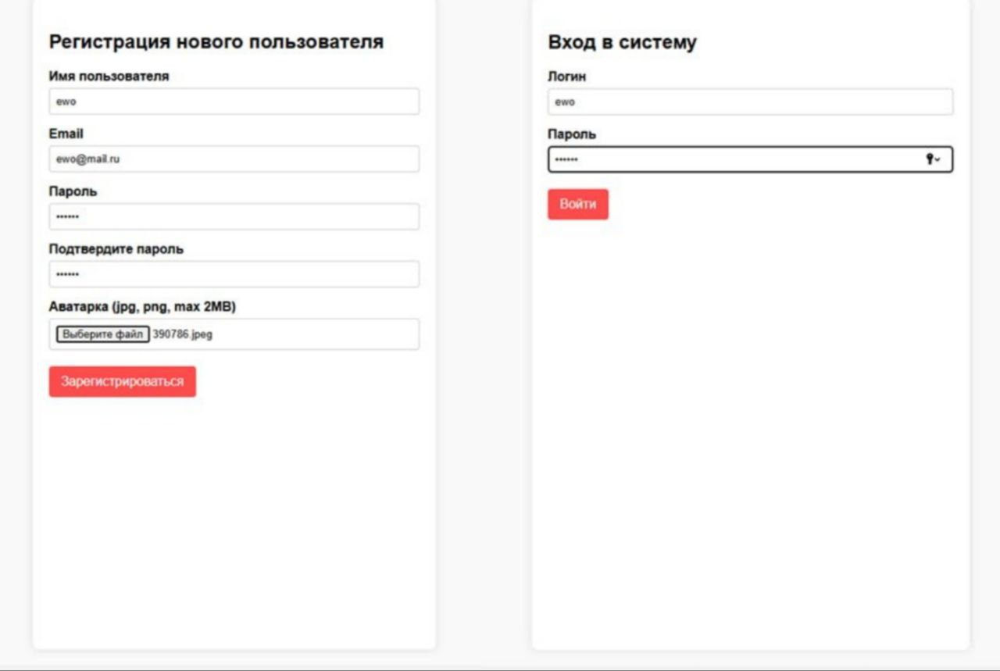 Регистрация нового пользователя
Имя пользователя
ewo
Email
ewo@mail.ru
Пароль
••••••
Подтвердите пароль
••••••
Аватарка (jpg, png, max 2MB)
Выберите файл 390786.jpeg
Зарегистрироваться
Вход в систему
Логин
ewo
Пароль
••••••
Войти